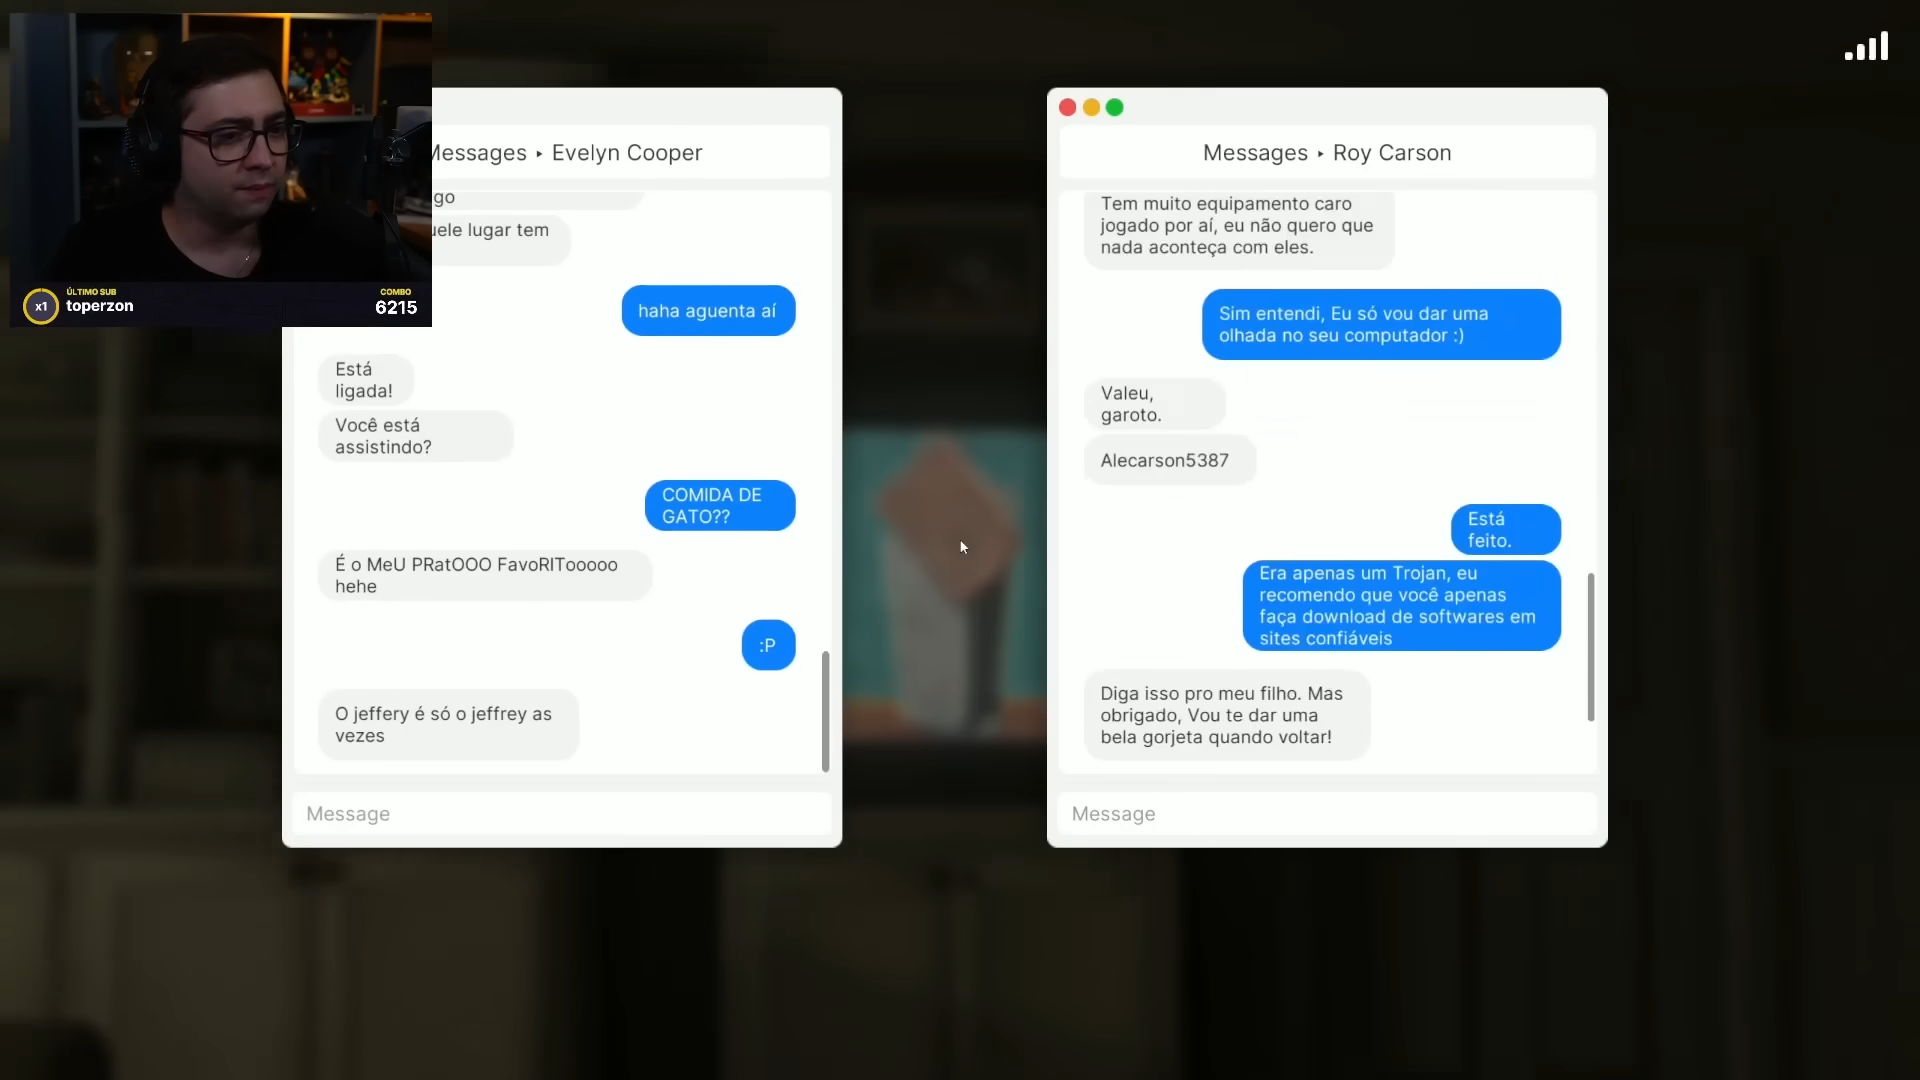 ÚLTIMO SUB
x1
toperzon
COMBO
6215
Messages ▸ Evelyn Cooper
go
lugar tem
haha aguenta aí
Está
ligada!
Você está
assistindo?
COMIDA DE
GATO??
É o MeU PRatOOO FavoRITooooo
hehe
:P
O jeffery é só o jeffrey as
vezes
Message
Messages ▸ Roy Carson
Tem muito equipamento caro
jogado por aí, eu não quero que
nada aconteça com eles.
Sim entendi, Eu só vou dar uma
olhada no seu computador :)
Valeu,
garoto.
Alecarson5387
Está
feito.
Era apenas um Trojan, eu
recomendo que você apenas
faça download de softwares em
sites confiáveis
Diga isso pro meu filho. Mas
obrigado, Vou te dar uma
bela gorjeta quando voltar!
Message